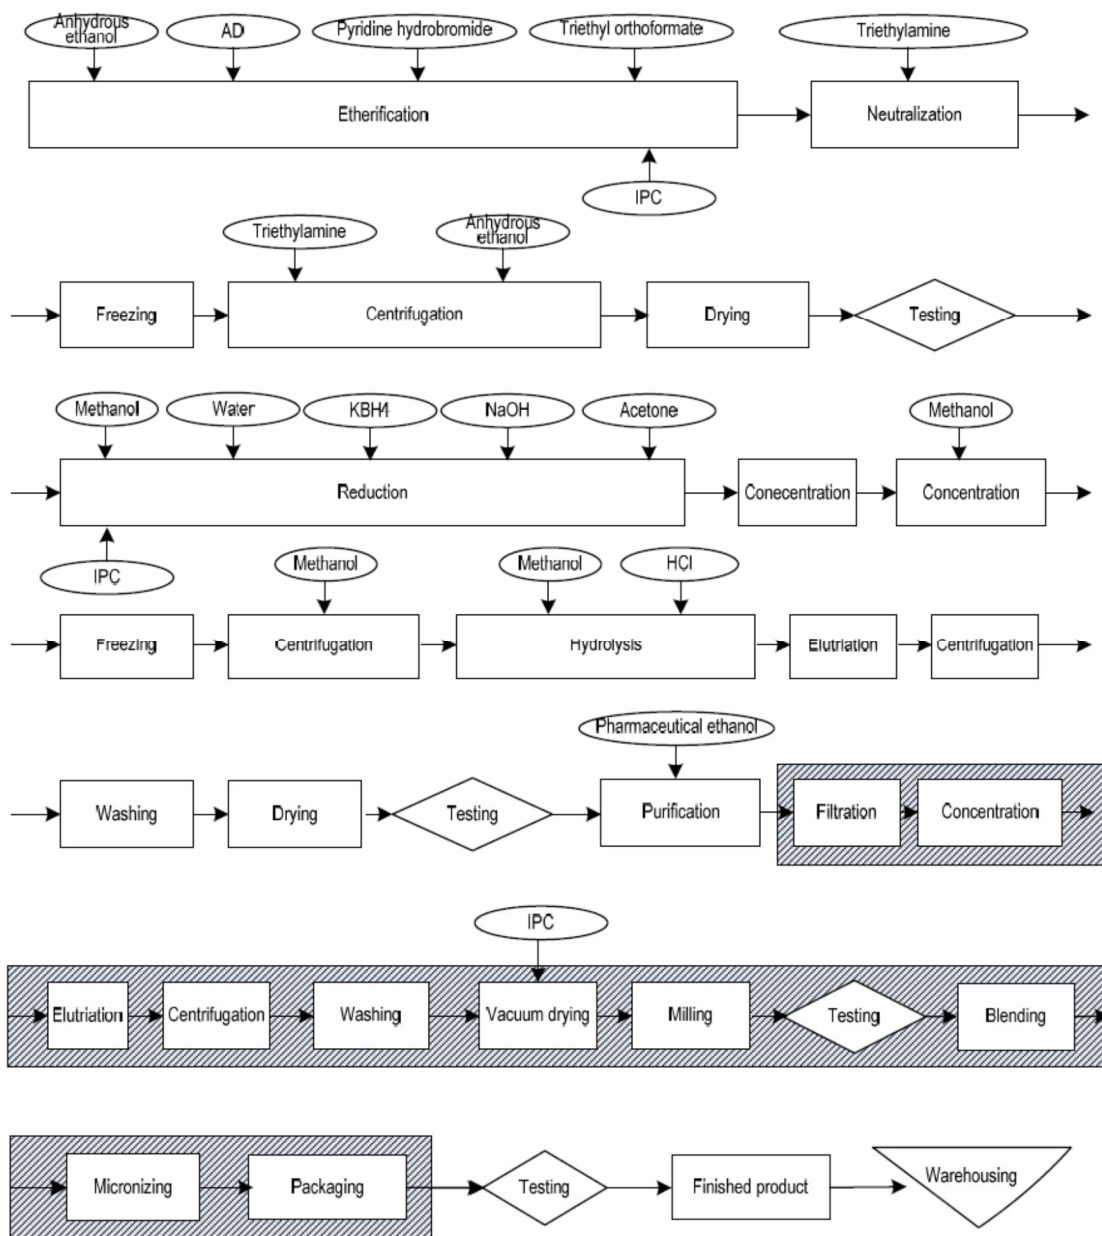 Anhydrous
ethanol
AD
Pyridine hydrobromide
Triethyl orthoformate
Triethylamine
Etherification
Neutralization
IPC
Triethylamine
Anhydrous
ethanol
Freezing
Centrifugation
Drying
Testing
Methanol
Water
KBH4
NaOH
Acetone
Methanol
Reduction
Conecentration
Concentration
IPC
Methanol
Methanol
HCl
Freezing
Centrifugation
Hydrolysis
Elutriation
Centrifugation
Pharmaceutical ethanol
Washing
Drying
Testing
Purification
Filtration
Concentration
IPC
Elutriation
Centrifugation
Washing
Vacuum drying
Milling
Testing
Blending
Micronizing
Packaging
Testing
Finished product
Warehousing